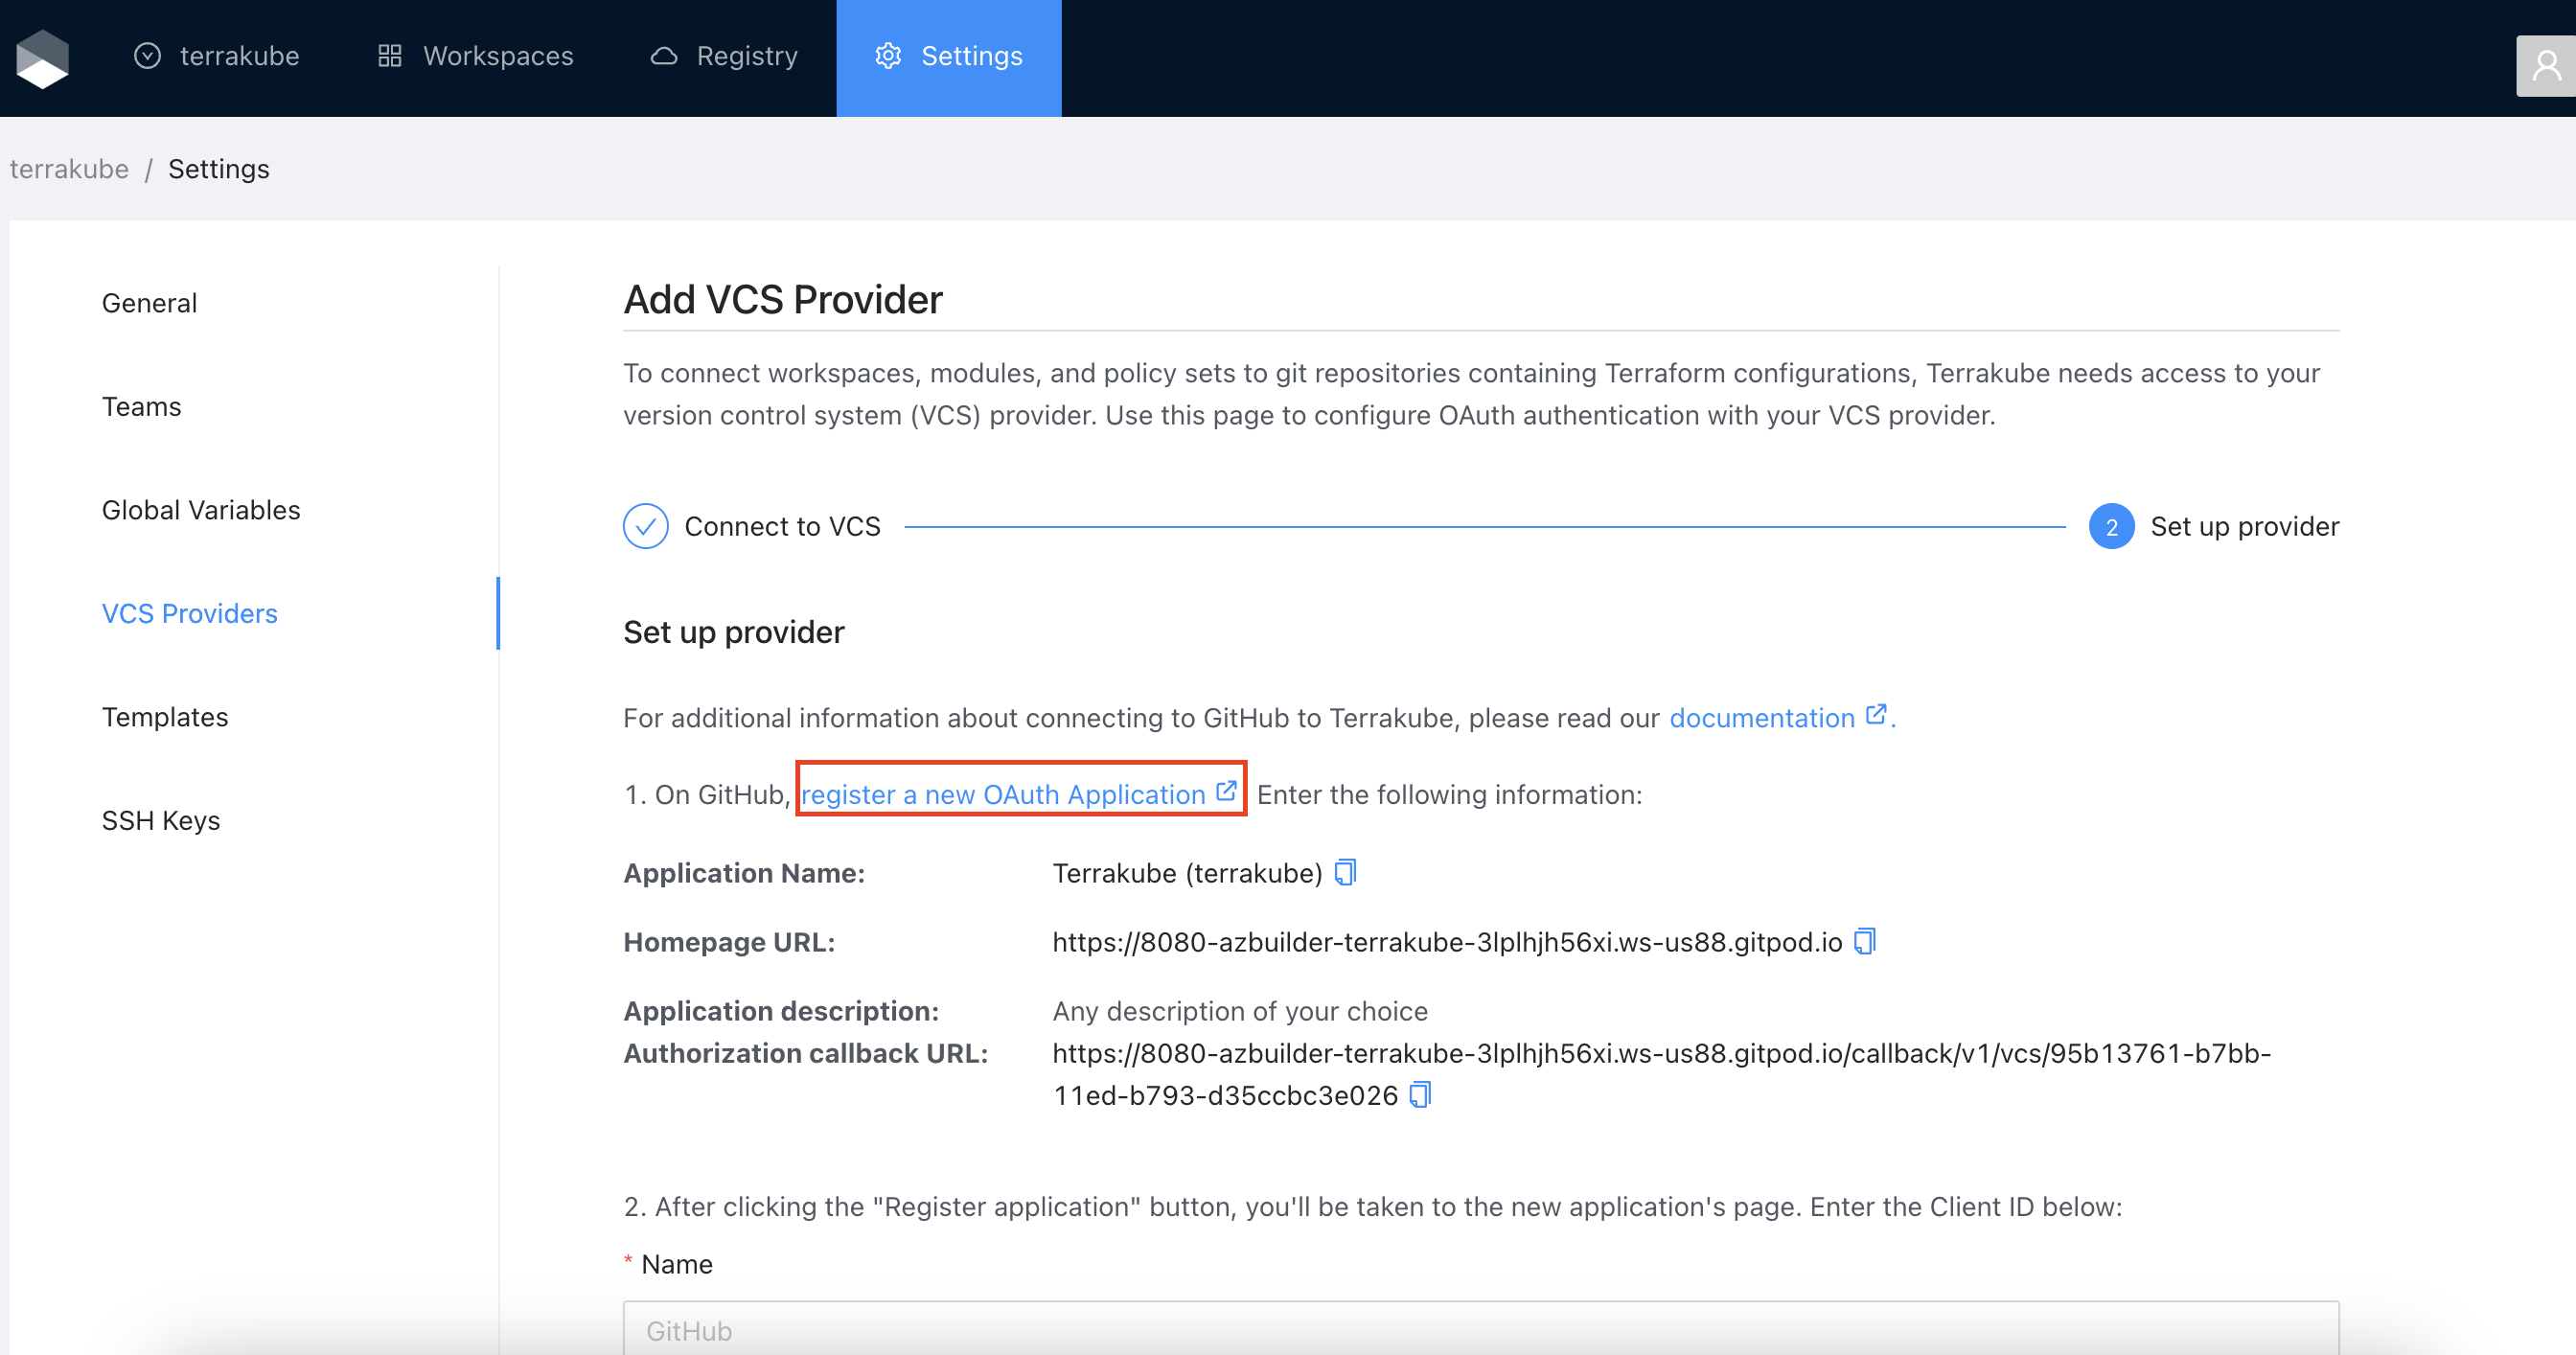 terrakube Workspaces Registry Settings
terrakube / Settings
General
Teams
Global Variables
VCS Providers
Templates
SSH Keys
Add VCS Provider
To connect workspaces, modules, and policy sets to git repositories containing Terraform configurations, Terrakube needs access to your
version control system (VCS) provider. Use this page to configure OAuth authentication with your VCS provider.
Connect to VCS 2 Set up provider
Set up provider
For additional information about connecting to GitHub to Terrakube, please read our documentation .
1. On GitHub, register a new OAuth Application Enter the following information:
Application Name: Terrakube (terrakube)
Homepage URL: https://8080-azbuilder-terrakube-3lplhjh56xi.ws-us88.gitpod.io
Application description: Any description of your choice
Authorization callback URL: https://8080-azbuilder-terrakube-3lplhjh56xi.ws-us88.gitpod.io/callback/v1/vcs/95b13761-b7bb-
11ed-b793-d35ccbc3e026
2. After clicking the "Register application" button, you'll be taken to the new application's page. Enter the Client ID below:
* Name
GitHub